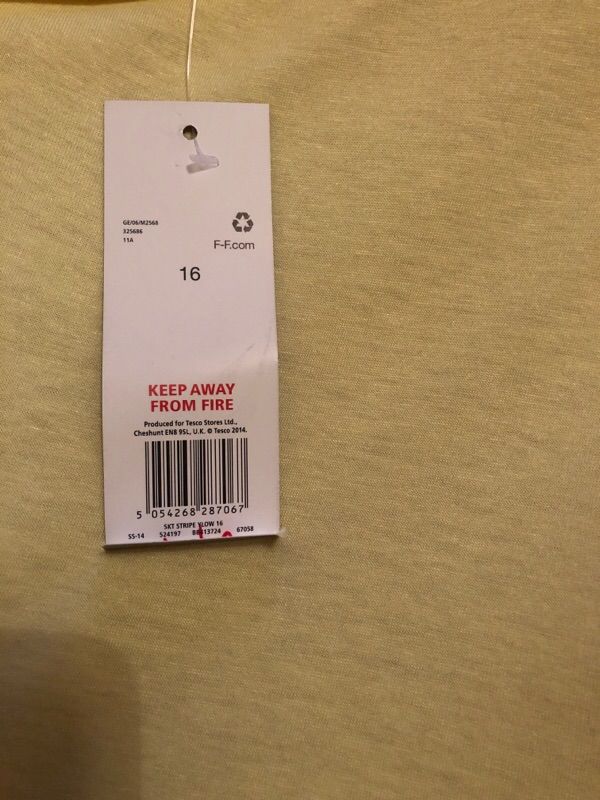 GE/06/M2568
325686
11A
F-F.com
16
KEEP AWAY
FROM FIRE
Produced for Tesco Stores Ltd.,
Cheshunt EN8 9SL, U.K. © Tesco 2014.
5 054268 287067
SKT STRIPE YLOW 16
SS-14 524197 67058